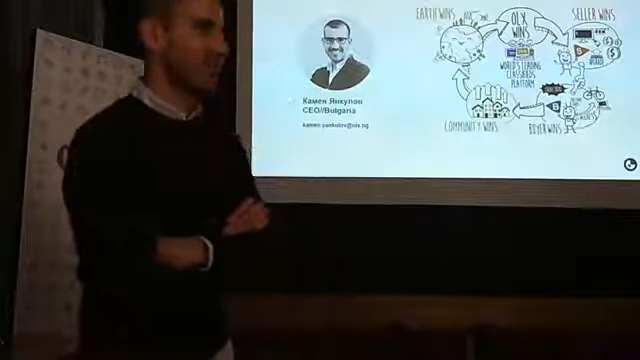 Камен Янкулов
CEO//Bulgaria
kamen.yankulov@olx.bg
EARTH WINS
OLX
WINS
WORLD'S LEADING
CLASSIFIEDS
PLATFORM
SELLER WINS
COMMUNITY WINS
BUYER WINS